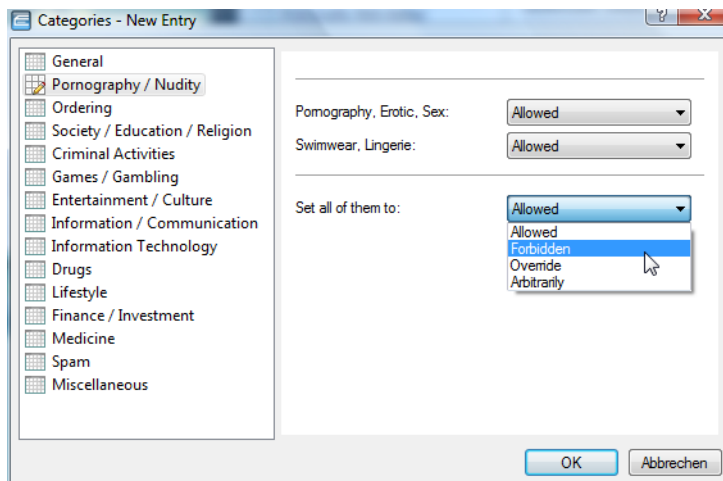 Categories - New Entry
General
Pornography / Nudity
Ordering
Society / Education / Religion
Criminal Activities
Games / Gambling
Entertainment / Culture
Information / Communication
Information Technology
Drugs
Lifestyle
Finance / Investment
Medicine
Spam
Miscellaneous
Pornography, Erotic, Sex: Allowed
Swimwear, Lingerie: Allowed
Set all of them to: Allowed
Allowed
Forbidden
Override
Arbitrarily
OK Abbrechen